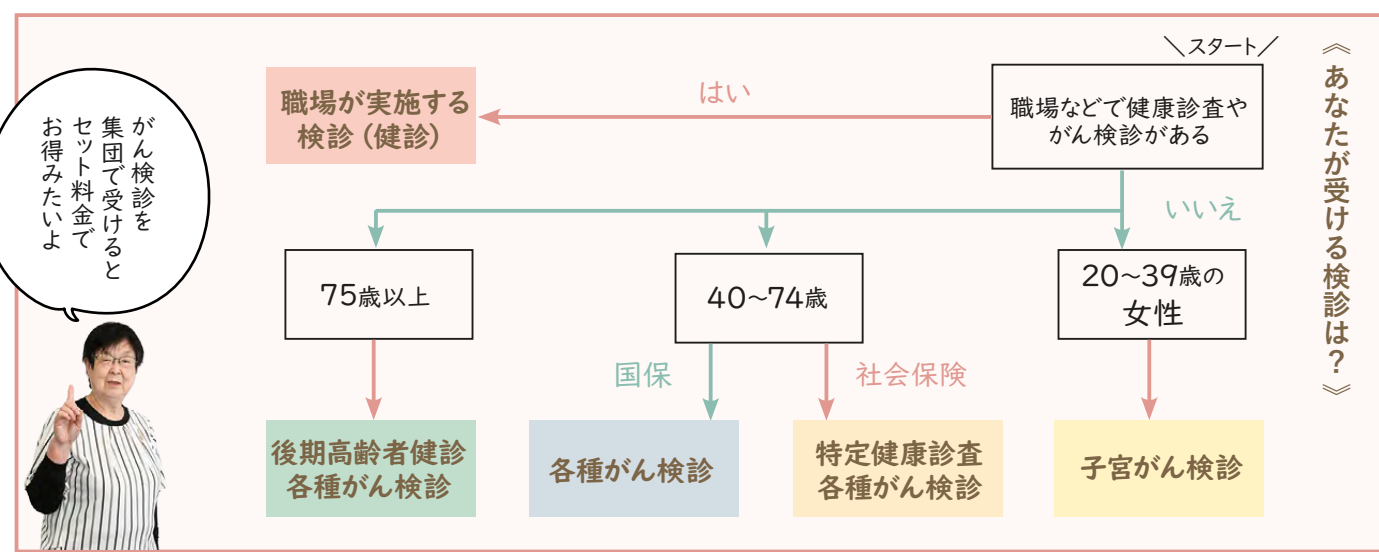 《あなたが受ける検診は？》
＼スタート／
職場などで健康診査や
がん検診がある
はい
職場が実施する
検診（健診）
いいえ
20〜39歳の
女性
子宮がん検診
40〜74歳
社会保険
特定健康診査
各種がん検診
国保
各種がん検診
75歳以上
後期高齢者健診
各種がん検診
がん検診を
集団で受けると
セット料金で
お得みたいよ